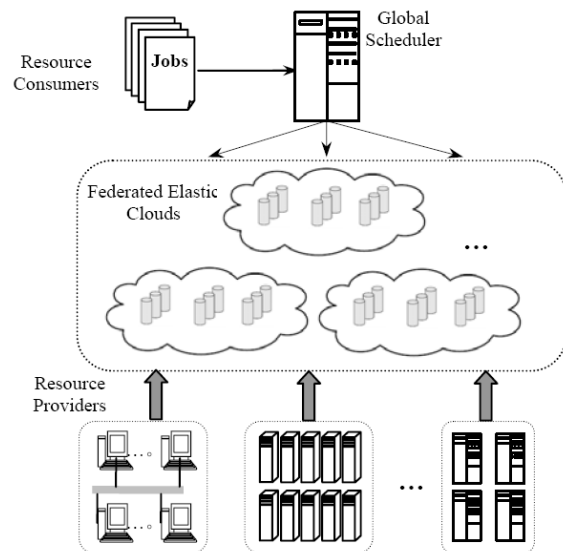 Global
Scheduler
Resource
Consumers
Jobs
Federated Elastic
Clouds
...
Resource
Providers
...